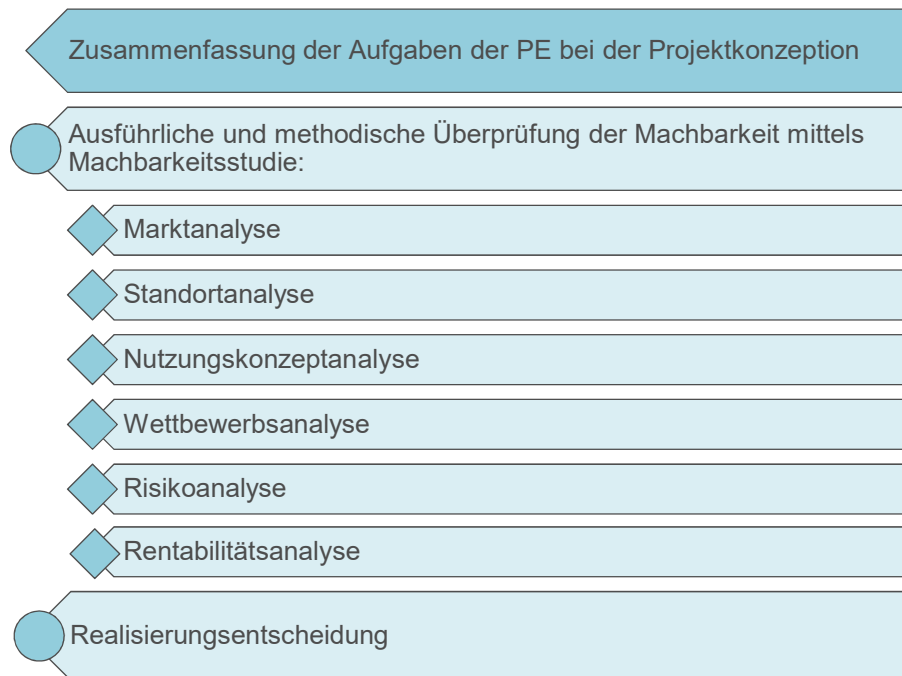 Zusammenfassung der Aufgaben der PE bei der Projektkonzeption
Ausführliche und methodische Überprüfung der Machbarkeit mittels
Machbarkeitsstudie:
Marktanalyse
Standortanalyse
Nutzungskonzeptanalyse
Wettbewerbsanalyse
Risikoanalyse
Rentabilitätsanalyse
Realisierungsentscheidung